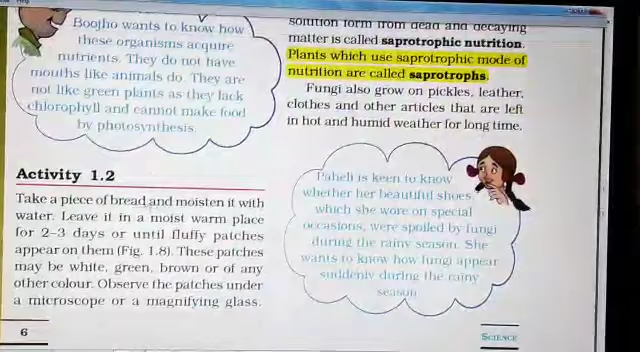 Boojho wants to know how
these organisms acquire
nutrients. They do not have
mouths like animals do. They are
not like green plants as they lack
chlorophyll and cannot make food
by photosynthesis.
Activity 1.2
Take a piece of bread and moisten it with
water. Leave it in a moist warm place
for 2–3 days or until fluffy patches
appear on them (Fig. 1.8). These patches
may be white, green, brown or of any
other colour. Observe the patches under
a microscope or a magnifying glass.
6
solution form from dead and decaying
matter is called saprotrophic nutrition.
Plants which use saprotrophic mode of
nutrition are called saprotrophs.
Fungi also grow on pickles, leather,
clothes and other articles that are left
in hot and humid weather for long time.
Paheli is keen to know
whether her beautiful shoes,
which she wore on special
occasions, were spoiled by fungi
during the rainy season. She
wants to know how fungi appear
suddenly during the rainy
season.
SCIENCE